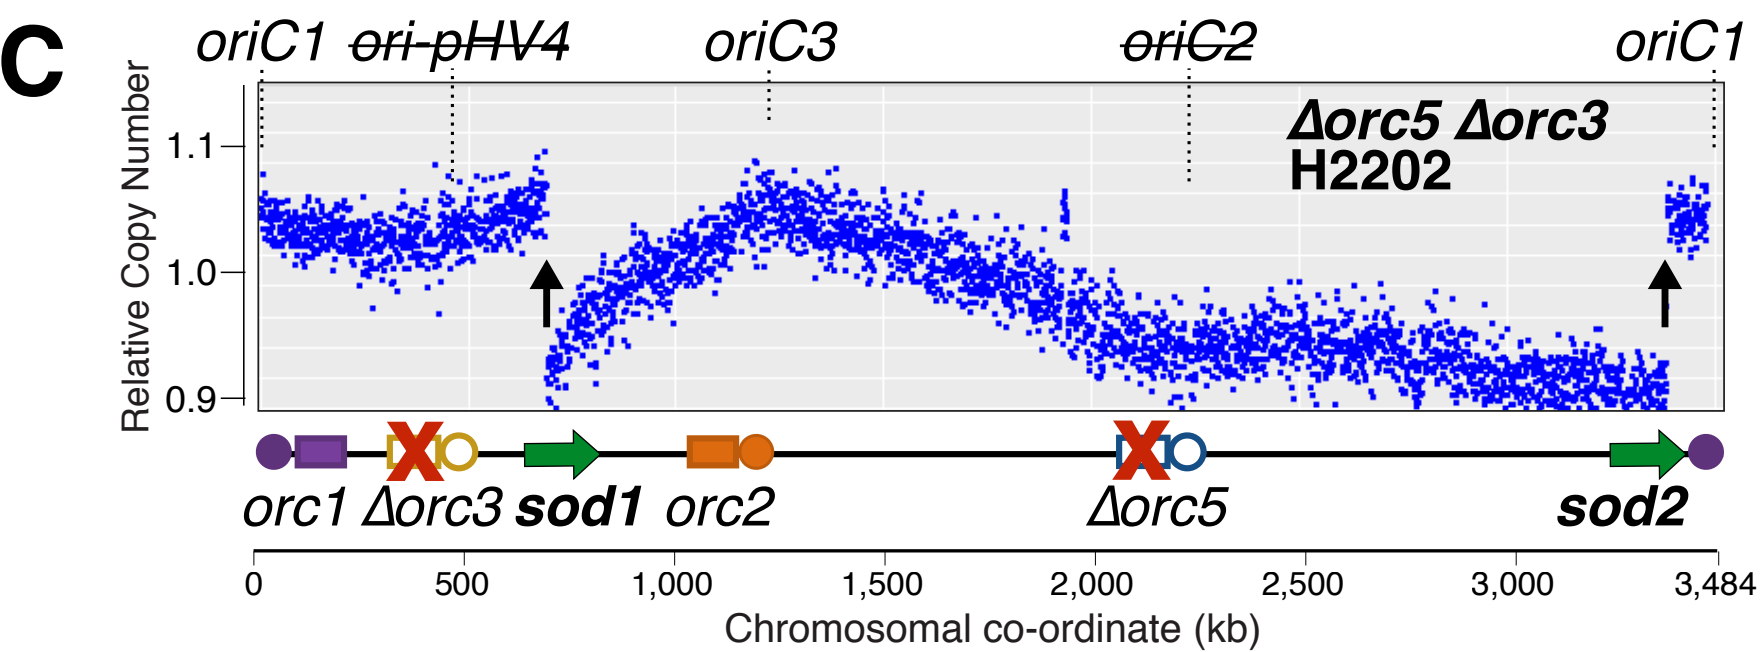 C
oriC1 ori-pHV4 oriC3 oriC2 oriC1
Relative Copy Number
1.1
1.0
0.9
Δorc5 Δorc3
H2202
X X
orc1 Δorc3 sod1 orc2 Δorc5 sod2
0 500 1,000 1,500 2,000 2,500 3,000 3,484
Chromosomal co-ordinate (kb)